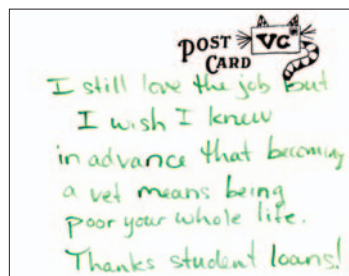 POST CARD
VC
I still love the job but
I wish I knew
in advance that becoming
a vet means being
poor your whole life.
Thanks student loans!